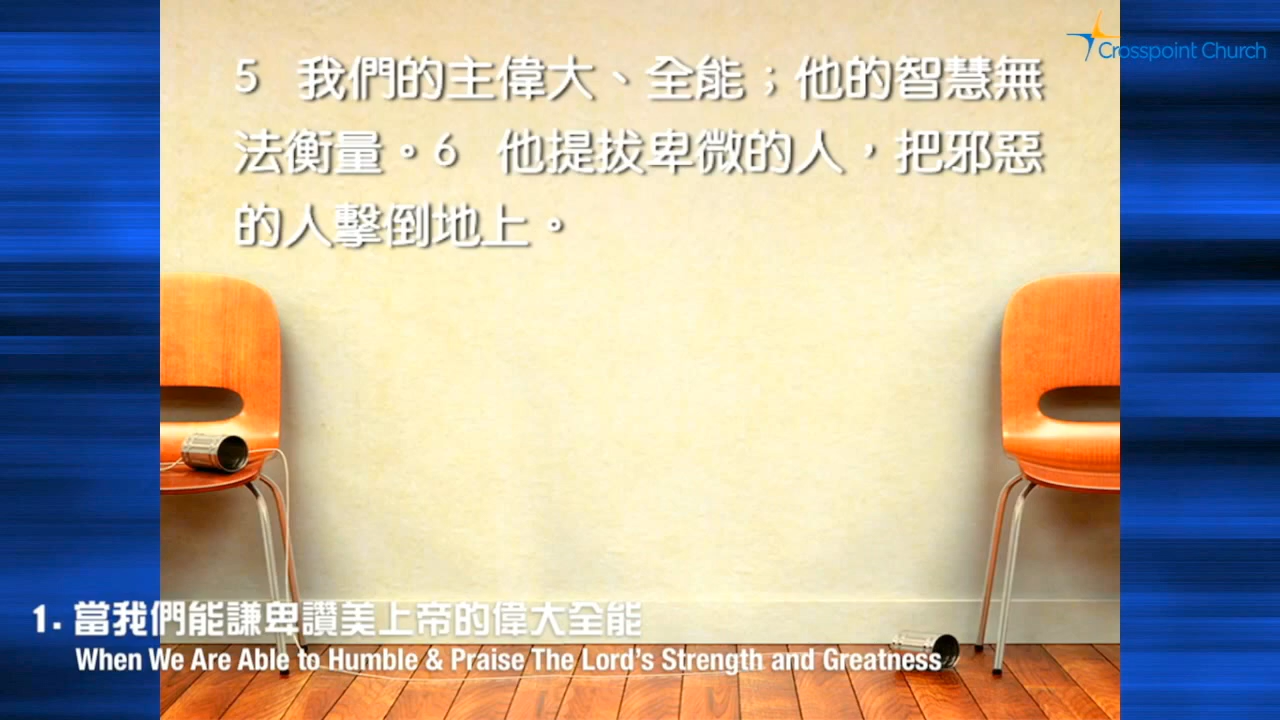 Crosspoint Church
5 我們的主偉大、全能；他的智慧無
法衡量。6 他提拔卑微的人，把邪惡
的人擊倒地上。
1. 當我們能謙卑讚美上帝的偉大全能
When We Are Able to Humble & Praise The Lord's Strength and Greatness